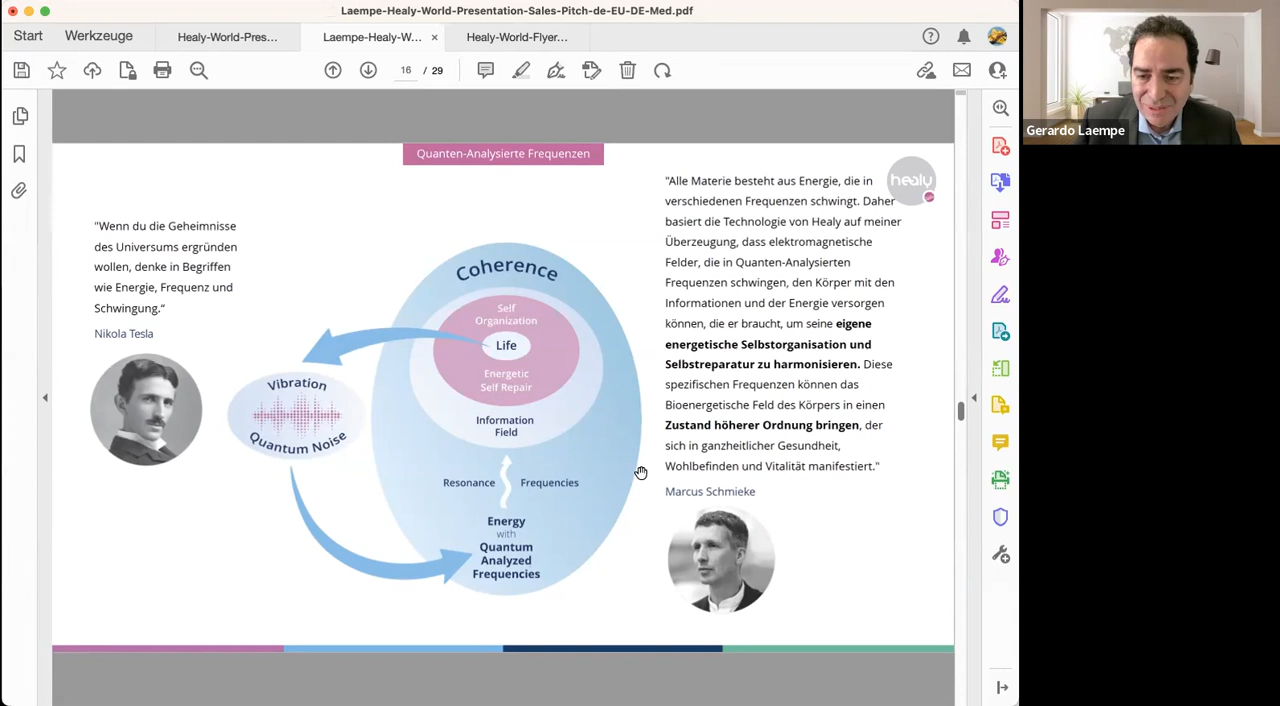 Laempe-Healy-World-Presentation-Sales-Pitch-de-EU-DE-Med.pdf
Start
Werkzeuge
Healy-World-Pres...
Laempe-Healy-W... ×
Healy-World-Flyer...
16 / 29
Gerardo Laempe
Quanten-Analysierte Frequenzen
healy
"Wenn du die Geheimnisse
des Universums ergründen
wollen, denke in Begriffen
wie Energie, Frequenz und
Schwingung.“
Nikola Tesla
Coherence
Self
Organization
Life
Energetic
Self Repair
Information
Field
Resonance
Frequencies
Energy
with
Quantum
Analyzed
Frequencies
Vibration
Quantum Noise
"Alle Materie besteht aus Energie, die in
verschiedenen Frequenzen schwingt. Daher
basiert die Technologie von Healy auf meiner
Überzeugung, dass elektromagnetische
Felder, die in Quanten-Analysierten
Frequenzen schwingen, den Körper mit den
Informationen und der Energie versorgen
können, die er braucht, um seine eigene
energetische Selbstorganisation und
Selbstreparatur zu harmonisieren. Diese
spezifischen Frequenzen können das
Bioenergetische Feld des Körpers in einen
Zustand höherer Ordnung bringen, der
sich in ganzheitlicher Gesundheit,
Wohlbefinden und Vitalität manifestiert."
Marcus Schmieke